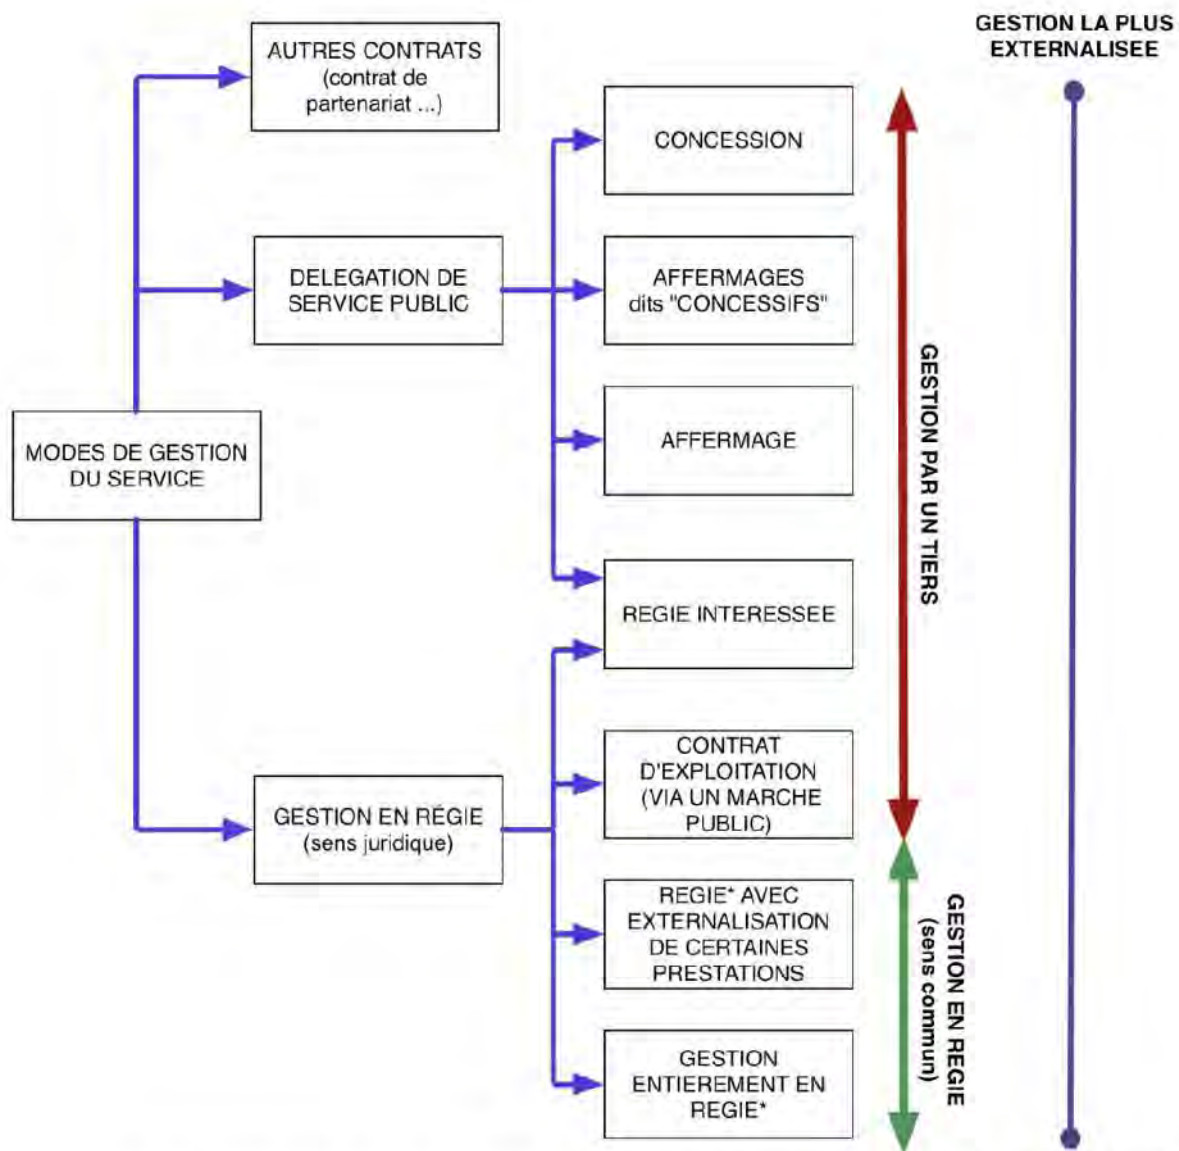 GESTION LA PLUS
EXTERNALISEE
AUTRES CONTRATS
(contrat de
partenariat ...)
CONCESSION
DELEGATION DE
SERVICE PUBLIC
AFFERMAGES
dits "CONCESSIFS"
AFFERMAGE
MODES DE GESTION
DU SERVICE
GESTION PAR UN TIERS
REGIE INTERESSEE
CONTRAT
D'EXPLOITATION
(VIA UN MARCHE
PUBLIC)
GESTION EN RÉGIE
(sens juridique)
REGIE* AVEC
EXTERNALISATION
DE CERTAINES
PRESTATIONS
GESTION EN REGIE
(sens commun)
GESTION
ENTIEREMENT EN
REGIE*